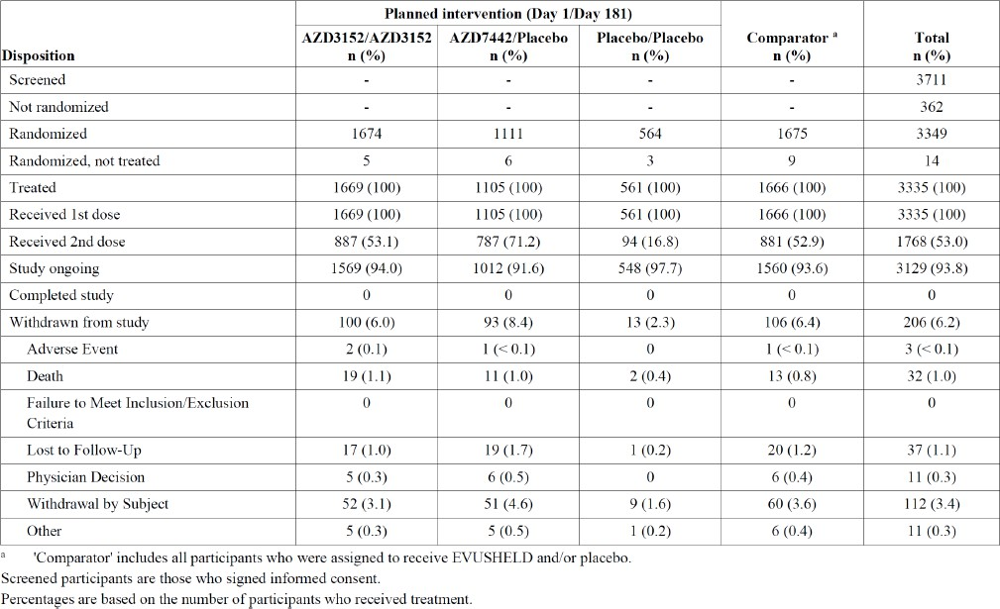 Planned intervention (Day 1/Day 181)
Disposition AZD3152/AZD3152 n (%) AZD7442/Placebo n (%) Placebo/Placebo n (%) Comparator a n (%) Total n (%)
Screened - - - - 3711
Not randomized - - - - 362
Randomized 1674 1111 564 1675 3349
Randomized, not treated 5 6 3 9 14
Treated 1669 (100) 1105 (100) 561 (100) 1666 (100) 3335 (100)
Received 1st dose 1669 (100) 1105 (100) 561 (100) 1666 (100) 3335 (100)
Received 2nd dose 887 (53.1) 787 (71.2) 94 (16.8) 881 (52.9) 1768 (53.0)
Study ongoing 1569 (94.0) 1012 (91.6) 548 (97.7) 1560 (93.6) 3129 (93.8)
Completed study 0 0 0 0 0
Withdrawn from study 100 (6.0) 93 (8.4) 13 (2.3) 106 (6.4) 206 (6.2)
Adverse Event 2 (0.1) 1 (< 0.1) 0 1 (< 0.1) 3 (< 0.1)
Death 19 (1.1) 11 (1.0) 2 (0.4) 13 (0.8) 32 (1.0)
Failure to Meet Inclusion/Exclusion 0 0 0 0 0
Criteria
Lost to Follow-Up 17 (1.0) 19 (1.7) 1 (0.2) 20 (1.2) 37 (1.1)
Physician Decision 5 (0.3) 6 (0.5) 0 6 (0.4) 11 (0.3)
Withdrawal by Subject 52 (3.1) 51 (4.6) 9 (1.6) 60 (3.6) 112 (3.4)
Other 5 (0.3) 5 (0.5) 1 (0.2) 6 (0.4) 11 (0.3)
a 'Comparator' includes all participants who were assigned to receive EVUSHELD and/or placebo.
Screened participants are those who signed informed consent.
Percentages are based on the number of participants who received treatment.